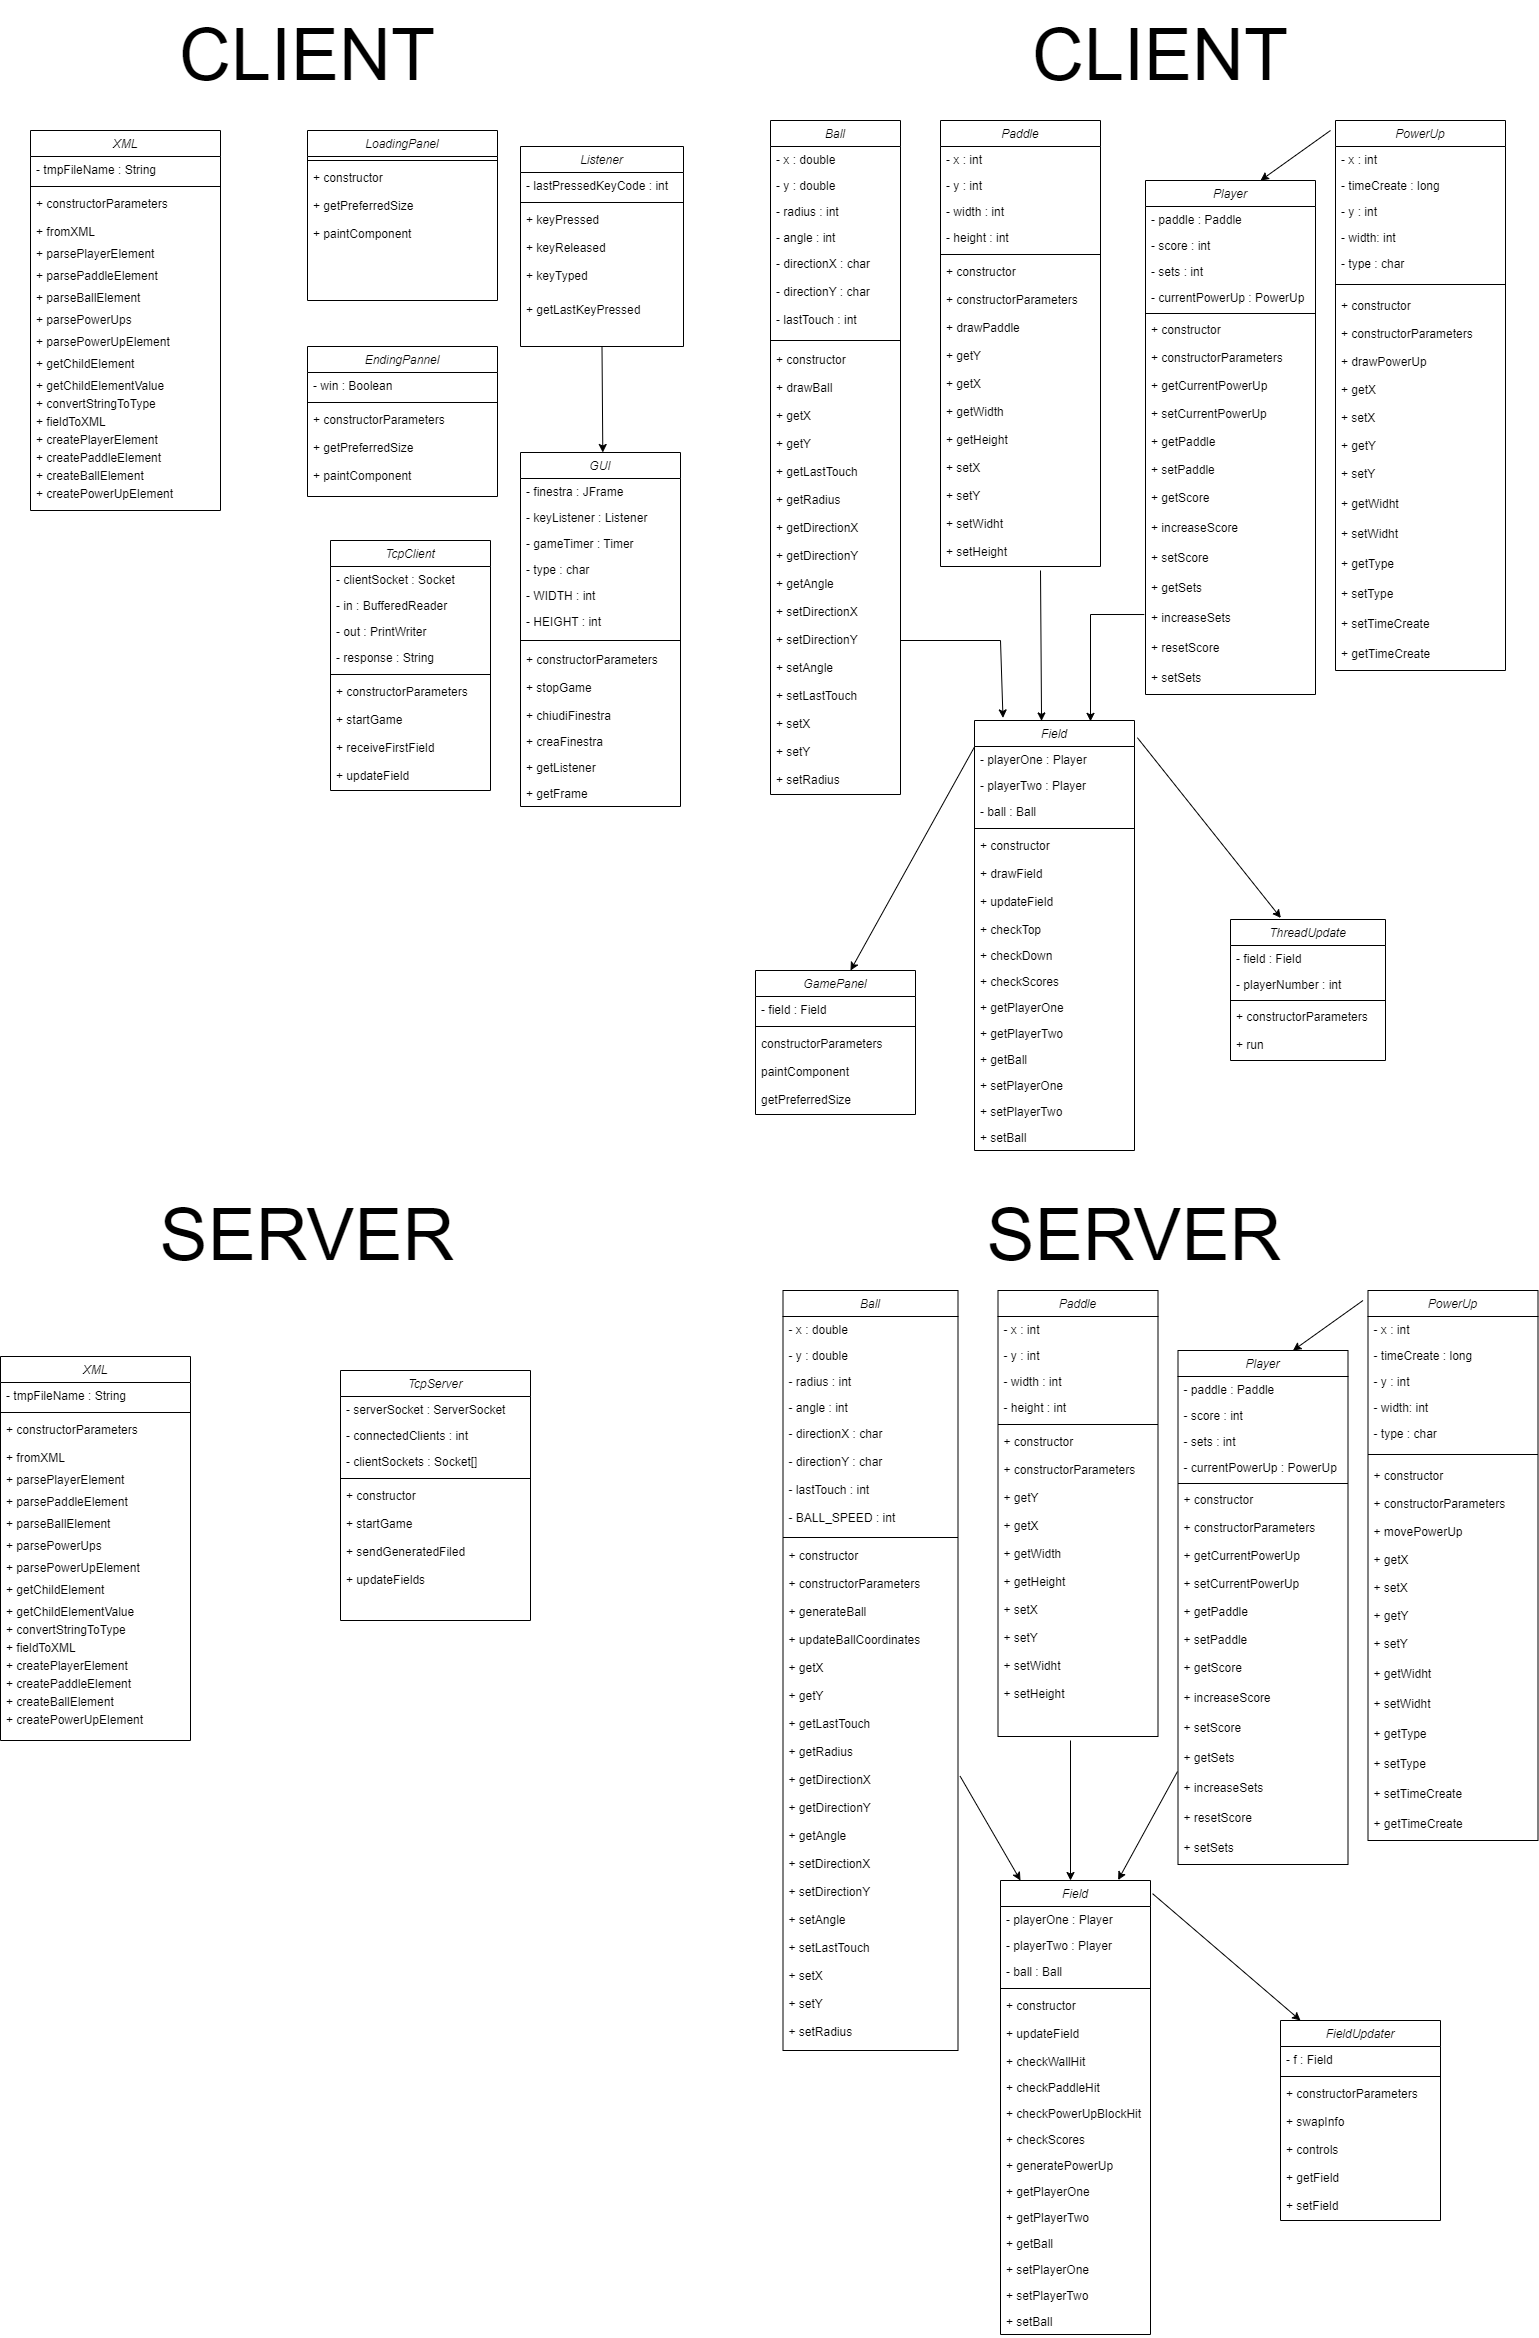 CLIENT
XML
- tmpFileName : String
+ constructorParameters
+ fromXML
+ parsePlayerElement
+ parsePaddleElement
+ parseBallElement
+ parsePowerUps
+ parsePowerUpElement
+ getChildElement
+ getChildElementValue
+ convertStringToType
+ fieldToXML
+ createPlayerElement
+ createPaddleElement
+ createBallElement
+ createPowerUpElement
LoadingPanel
+ constructor
+ getPreferredSize
+ paintComponent
EndingPannel
- win : Boolean
+ constructorParameters
+ getPreferredSize
+ paintComponent
TcpClient
- clientSocket : Socket
- in : BufferedReader
- out : PrintWriter
- response : String
+ constructorParameters
+ startGame
+ receiveFirstField
+ updateField
Listener
- lastPressedKeyCode : int
+ keyPressed
+ keyReleased
+ keyTyped
+ getLastKeyPressed
GUI
- finestra : JFrame
- keyListener : Listener
- gameTimer : Timer
- type : char
- WIDTH : int
- HEIGHT : int
+ constructorParameters
+ stopGame
+ chiudiFinestra
+ creaFinestra
+ getListener
+ getFrame
CLIENT
Ball
- x : double
- y : double
- radius : int
- angle : int
- directionX : char
- directionY : char
- lastTouch : int
+ constructor
+ drawBall
+ getX
+ getY
+ getLastTouch
+ getRadius
+ getDirectionX
+ getDirectionY
+ getAngle
+ setDirectionX
+ setDirectionY
+ setAngle
+ setLastTouch
+ setX
+ setY
+ setRadius
Paddle
- x : int
- y : int
- width : int
- height : int
+ constructor
+ constructorParameters
+ drawPaddle
+ getY
+ getX
+ getWidth
+ getHeight
+ setX
+ setY
+ setWidht
+ setHeight
Player
- paddle : Paddle
- score : int
- sets : int
- currentPowerUp : PowerUp
+ constructor
+ constructorParameters
+ getCurrentPowerUp
+ setCurrentPowerUp
+ getPaddle
+ setPaddle
+ getScore
+ increaseScore
+ setScore
+ getSets
+ increaseSets
+ resetScore
+ setSets
PowerUp
- x : int
- timeCreate : long
- y : int
- width: int
- type : char
+ constructor
+ constructorParameters
+ drawPowerUp
+ getX
+ setX
+ getY
+ setY
+ getWidht
+ setWidht
+ getType
+ setType
+ setTimeCreate
+ getTimeCreate
Field
- playerOne : Player
- playerTwo : Player
- ball : Ball
+ constructor
+ drawField
+ updateField
+ checkTop
+ checkDown
+ checkScores
+ getPlayerOne
+ getPlayerTwo
+ getBall
+ setPlayerOne
+ setPlayerTwo
+ setBall
GamePanel
- field : Field
constructorParameters
paintComponent
getPreferredSize
ThreadUpdate
- field : Field
- playerNumber : int
+ constructorParameters
+ run
SERVER
XML
- tmpFileName : String
+ constructorParameters
+ fromXML
+ parsePlayerElement
+ parsePaddleElement
+ parseBallElement
+ parsePowerUps
+ parsePowerUpElement
+ getChildElement
+ getChildElementValue
+ convertStringToType
+ fieldToXML
+ createPlayerElement
+ createPaddleElement
+ createBallElement
+ createPowerUpElement
TcpServer
- serverSocket : ServerSocket
- connectedClients : int
- clientSockets : Socket[]
+ constructor
+ startGame
+ sendGeneratedFiled
+ updateFields
SERVER
Ball
- x : double
- y : double
- radius : int
- angle : int
- directionX : char
- directionY : char
- lastTouch : int
- BALL_SPEED : int
+ constructor
+ constructorParameters
+ generateBall
+ updateBallCoordinates
+ getX
+ getY
+ getLastTouch
+ getRadius
+ getDirectionX
+ getDirectionY
+ getAngle
+ setDirectionX
+ setDirectionY
+ setAngle
+ setLastTouch
+ setX
+ setY
+ setRadius
Paddle
- x : int
- y : int
- width : int
- height : int
+ constructor
+ constructorParameters
+ getY
+ getX
+ getWidth
+ getHeight
+ setX
+ setY
+ setWidht
+ setHeight
Player
- paddle : Paddle
- score : int
- sets : int
- currentPowerUp : PowerUp
+ constructor
+ constructorParameters
+ getCurrentPowerUp
+ setCurrentPowerUp
+ getPaddle
+ setPaddle
+ getScore
+ increaseScore
+ setScore
+ getSets
+ increaseSets
+ resetScore
+ setSets
PowerUp
- x : int
- timeCreate : long
- y : int
- width: int
- type : char
+ constructor
+ constructorParameters
+ movePowerUp
+ getX
+ setX
+ getY
+ setY
+ getWidht
+ setWidht
+ getType
+ setType
+ setTimeCreate
+ getTimeCreate
Field
- playerOne : Player
- playerTwo : Player
- ball : Ball
+ constructor
+ updateField
+ checkWallHit
+ checkPaddleHit
+ checkPowerUpBlockHit
+ checkScores
+ generatePowerUp
+ getPlayerOne
+ getPlayerTwo
+ getBall
+ setPlayerOne
+ setPlayerTwo
+ setBall
FieldUpdater
- f : Field
+ constructorParameters
+ swapInfo
+ controls
+ getField
+ setField